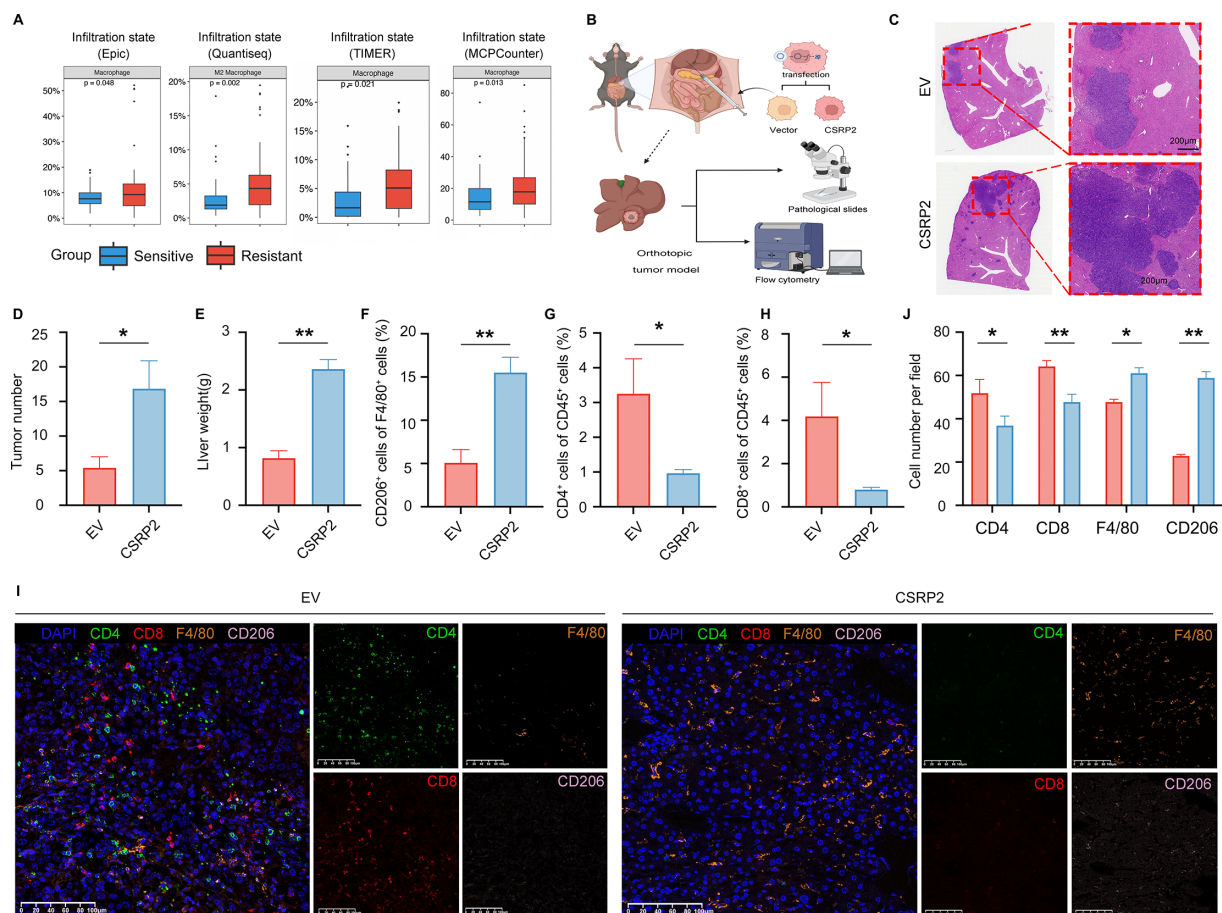 A
Infiltration state
(Epic)
Infiltration state
(Quantiseq)
Infiltration state
(TIMER)
Infiltration state
(MCPCounter)
Macrophage
p = 0.048
50%
40%
30%
20%
10%
0%
M2 Macrophage
p = 0.002
20%
15%
10%
5%
0%
Macrophage
p = 0.021
25%
20%
15%
10%
5%
0%
Macrophage
p = 0.013
80
60
40
20
0
Group
Sensitive
Resistant
B
transfection
Vector
CSRP2
Pathological slides
Orthotopic
tumor model
Flow cytometry
C
EV
200μm
CSRP2
200μm
D
Tumor number
25
20
15
10
5
0
*
EV
CSRP2
E
LIver weight(g)
3
2
1
0
**
EV
CSRP2
F
CD206+ cells of F4/80+ cells (%)
20
15
10
5
0
**
EV
CSRP2
G
CD4+ cells of CD45+ cells (%)
5
4
3
2
1
0
*
EV
CSRP2
H
CD8+ cells of CD45+ cells (%)
8
6
4
2
0
*
EV
CSRP2
J
Cell number per field
80
60
40
20
0
*
**
*
**
CD4
CD8
F4/80
CD206
I
EV
DAPI CD4 CD8 F4/80 CD206
0 20 40 60 80 100μm
CD4
F4/80
CD8
CD206
CSRP2
DAPI CD4 CD8 F4/80 CD206
0 20 40 60 80 100μm
CD4
F4/80
CD8
CD206